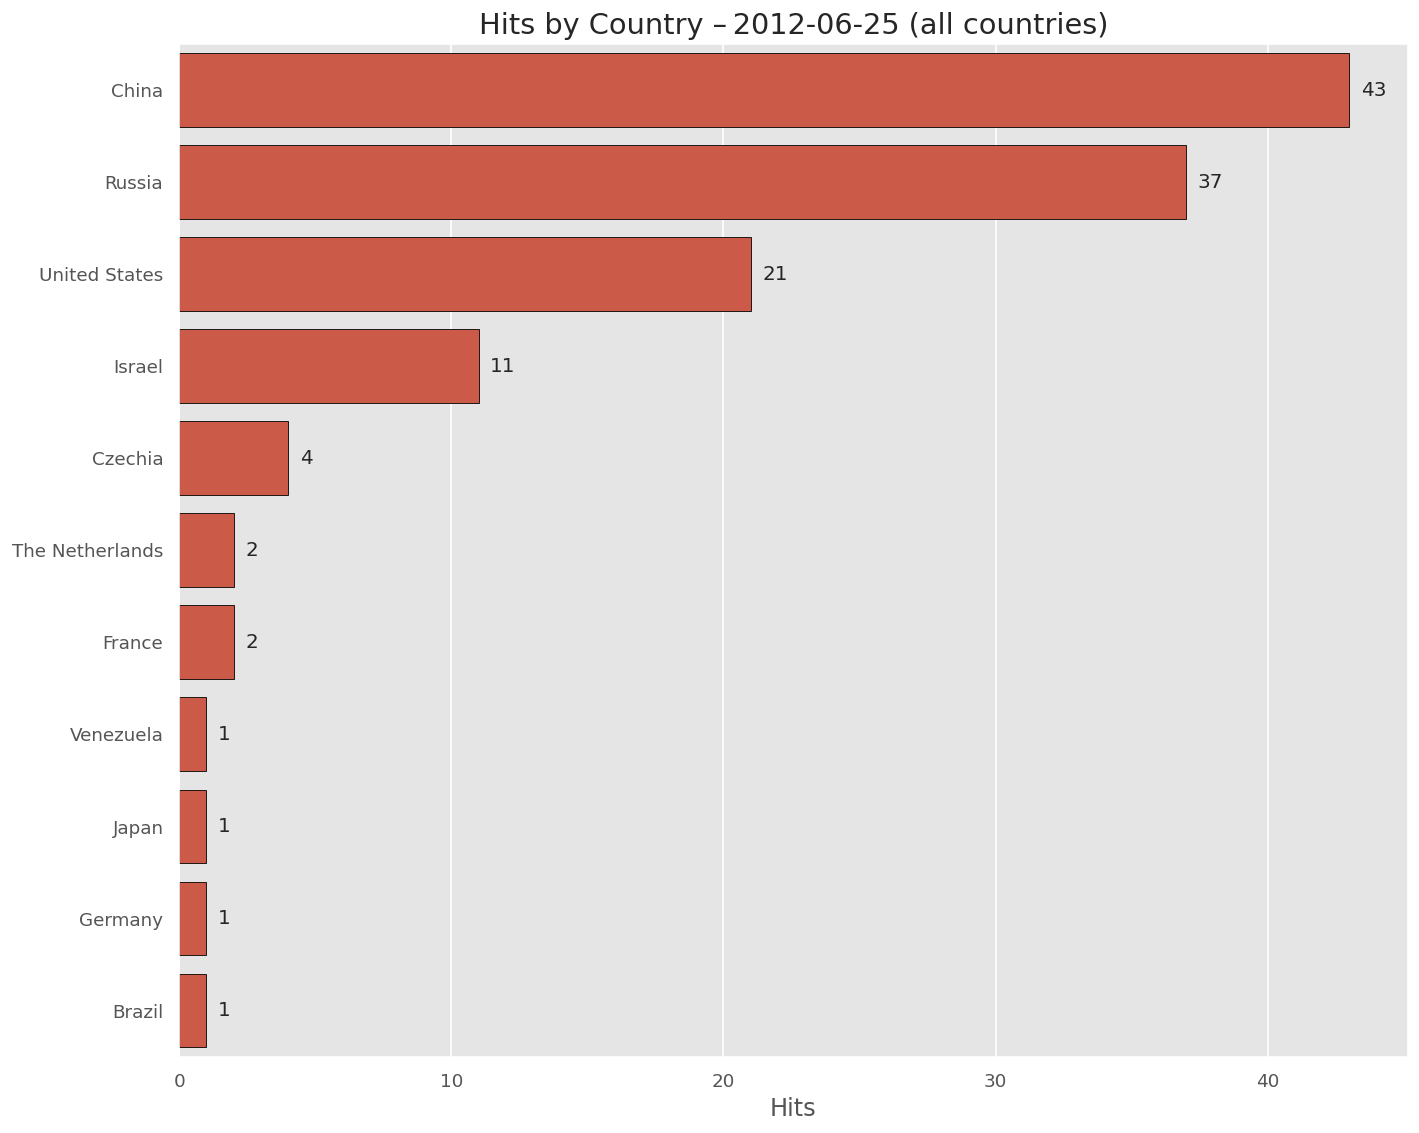 Hits by Country – 2012-06-25 (all countries)
China 43
Russia 37
United States 21
Israel 11
Czechia 4
The Netherlands 2
France 2
Venezuela 1
Japan 1
Germany 1
Brazil 1
0 10 20 30 40
Hits